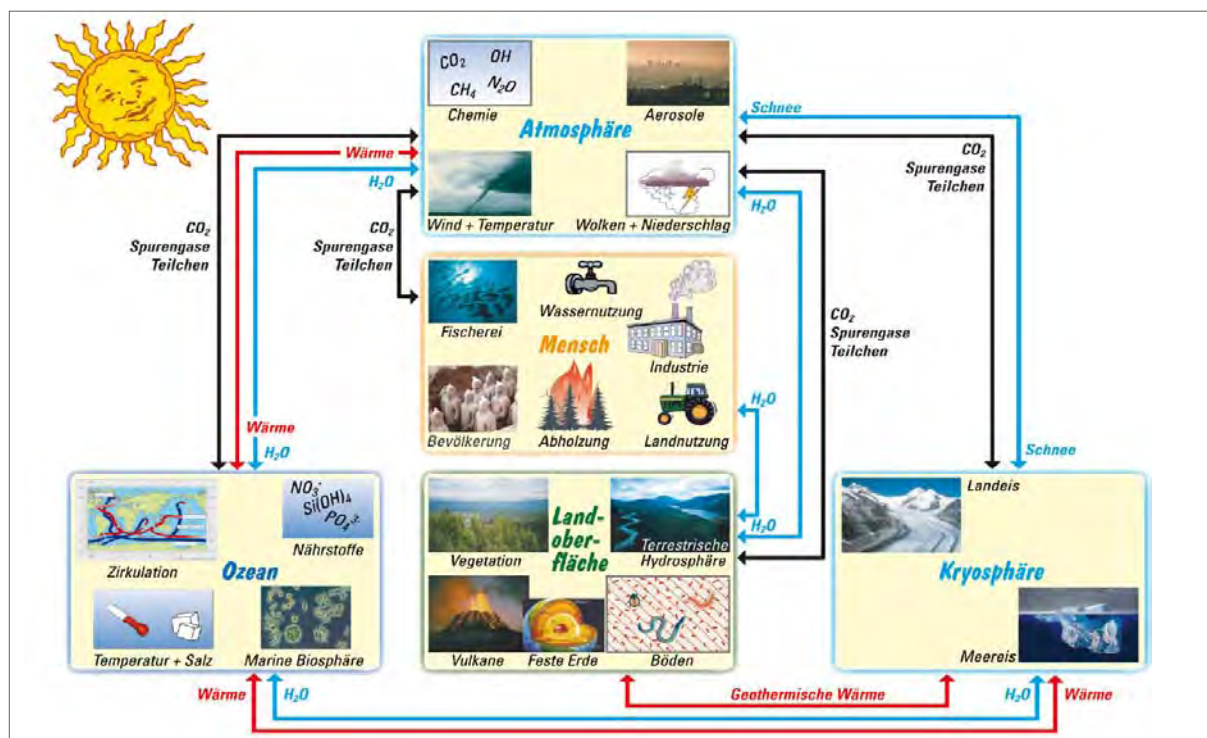 CO₂
OH
CH₄
N₂O
Chemie
Aerosole
Atmosphäre
Wind + Temperatur
Wolken + Niederschlag
Schnee
Wärme
H₂O
H₂O
CO₂
Spurengase
Teilchen
CO₂
Spurengase
Teilchen
CO₂
Spurengase
Teilchen
CO₂
Spurengase
Teilchen
Fischerei
Wassernutzung
Mensch
Industrie
Bevölkerung
Abholzung
Landnutzung
H₂O
Wärme
H₂O
H₂O
Schnee
NO₃⁻
Si(OH)₄
Nährstoffe
Zirkulation
Ozean
Temperatur + Salz
Marine Biosphäre
Land-
ober-
fläche
Vegetation
Terrestrische
Hydrosphäre
Vulkane
Feste Erde
Böden
Landeis
Kryosphäre
Meereis
Wärme
H₂O
Geothermische Wärme
H₂O
Wärme